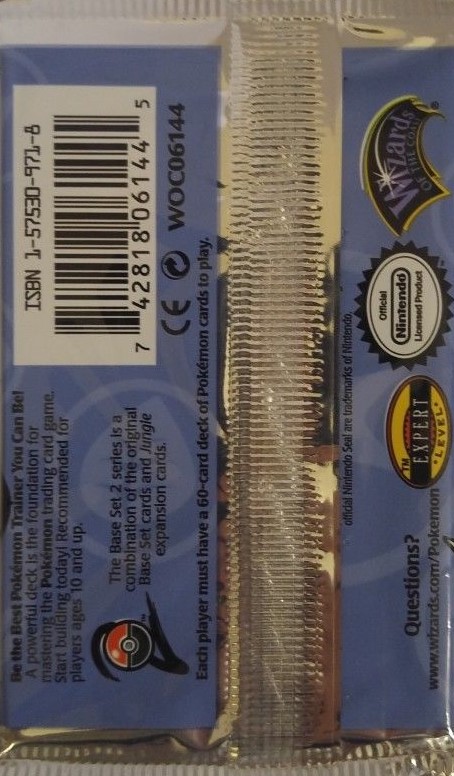 Be the Best Pokémon Trainer You Can Be!
A powerful deck is the foundation for
mastering the Pokémon trading card game.
Start building today! Recommended for
players ages 10 and up.
The Base Set 2 series is a
combination of the original
Base Set cards and Jungle
expansion cards.
2
TM
ISBN 1-57530-971-8
7 42818 06144 5
CE WOC06144
Each player must have a 60-card deck of Pokémon cards to play.
official Nintendo Seal are trademarks of Nintendo.
Questions?
www.wizards.com/Pokemon
TM
EXPERT
LEVEL
Official
Nintendo
Licensed Product
TM
Wizards
OF THE COAST
®